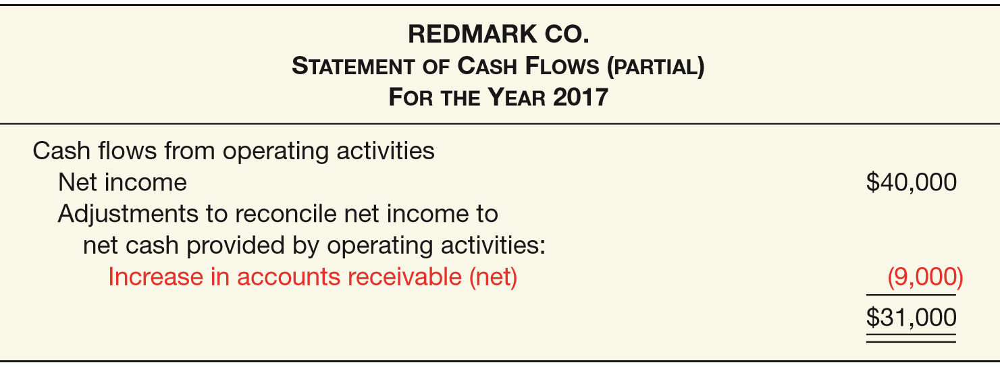 REDMARK CO.
STATEMENT OF CASH FLOWS (PARTIAL)
FOR THE YEAR 2017
Cash flows from operating activities
Net income $40,000
Adjustments to reconcile net income to
net cash provided by operating activities:
Increase in accounts receivable (net) (9,000)
$31,000